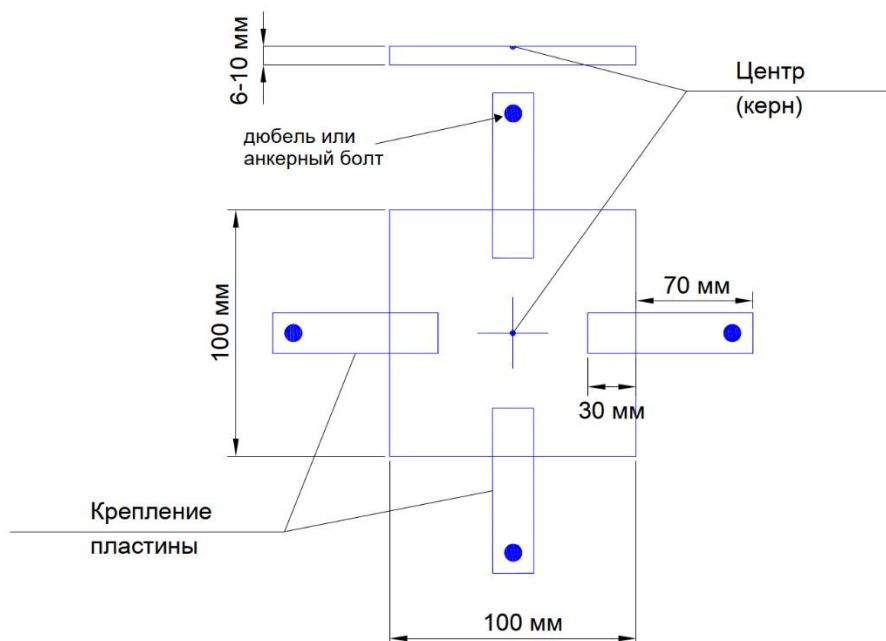 6-10 мм
Центр
(керн)
дюбель или
анкерный болт
100 мм
70 мм
30 мм
Крепление
пластины
100 мм